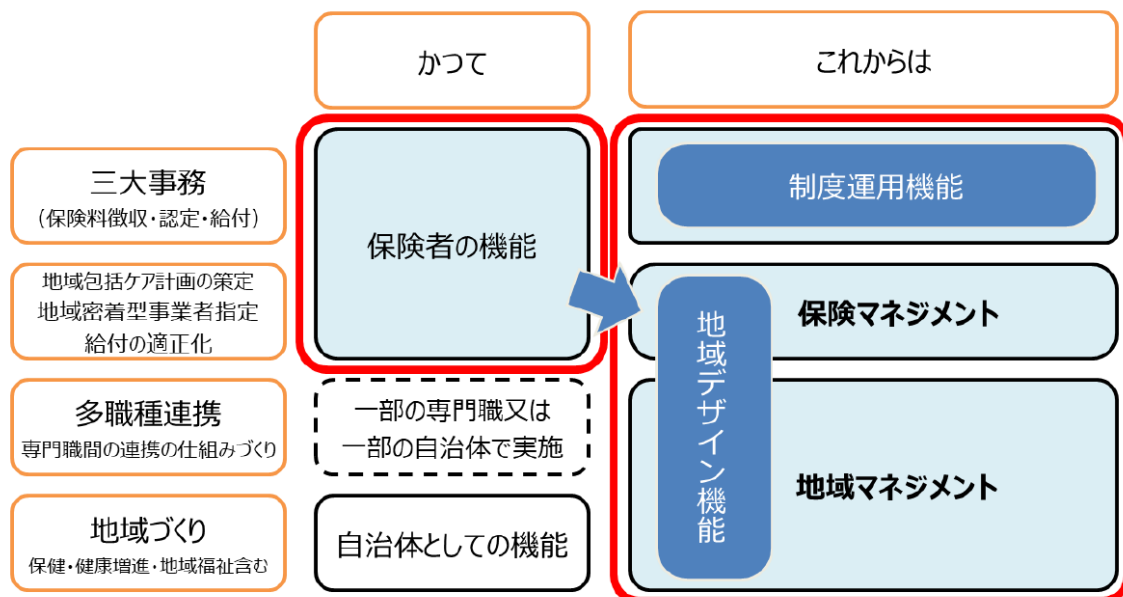 かつて
これからは
三大事務
(保険料徴収・認定・給付)
保険者の機能
制度運用機能
地域包括ケア計画の策定
地域密着型事業者指定
給付の適正化
地域デザイン機能
保険マネジメント
多職種連携
専門職間の連携の仕組みづくり
一部の専門職又は
一部の自治体で実施
地域マネジメント
地域づくり
保健・健康増進・地域福祉含む
自治体としての機能